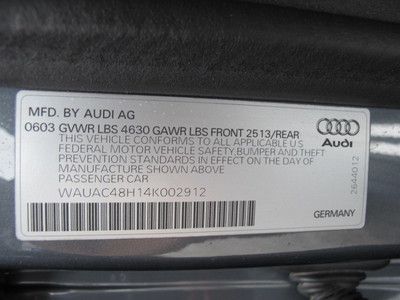 MFD. BY AUDI AG
0603 GVWR LBS 4630 GAWR LBS FRONT 2513/REAR
THIS VEHICLE CONFORMS TO ALL APPLICABLE U S
FEDERAL MOTOR VEHICLE SAFETY,BUMPER AND THEFT
PREVENTION STANDARDS IN EFFECT ON THE DAY OF
MANUFACTURE SHOWN ABOVE
PASSENGER CAR
WAUAC48H14K002912
Audi
2644012
GERMANY